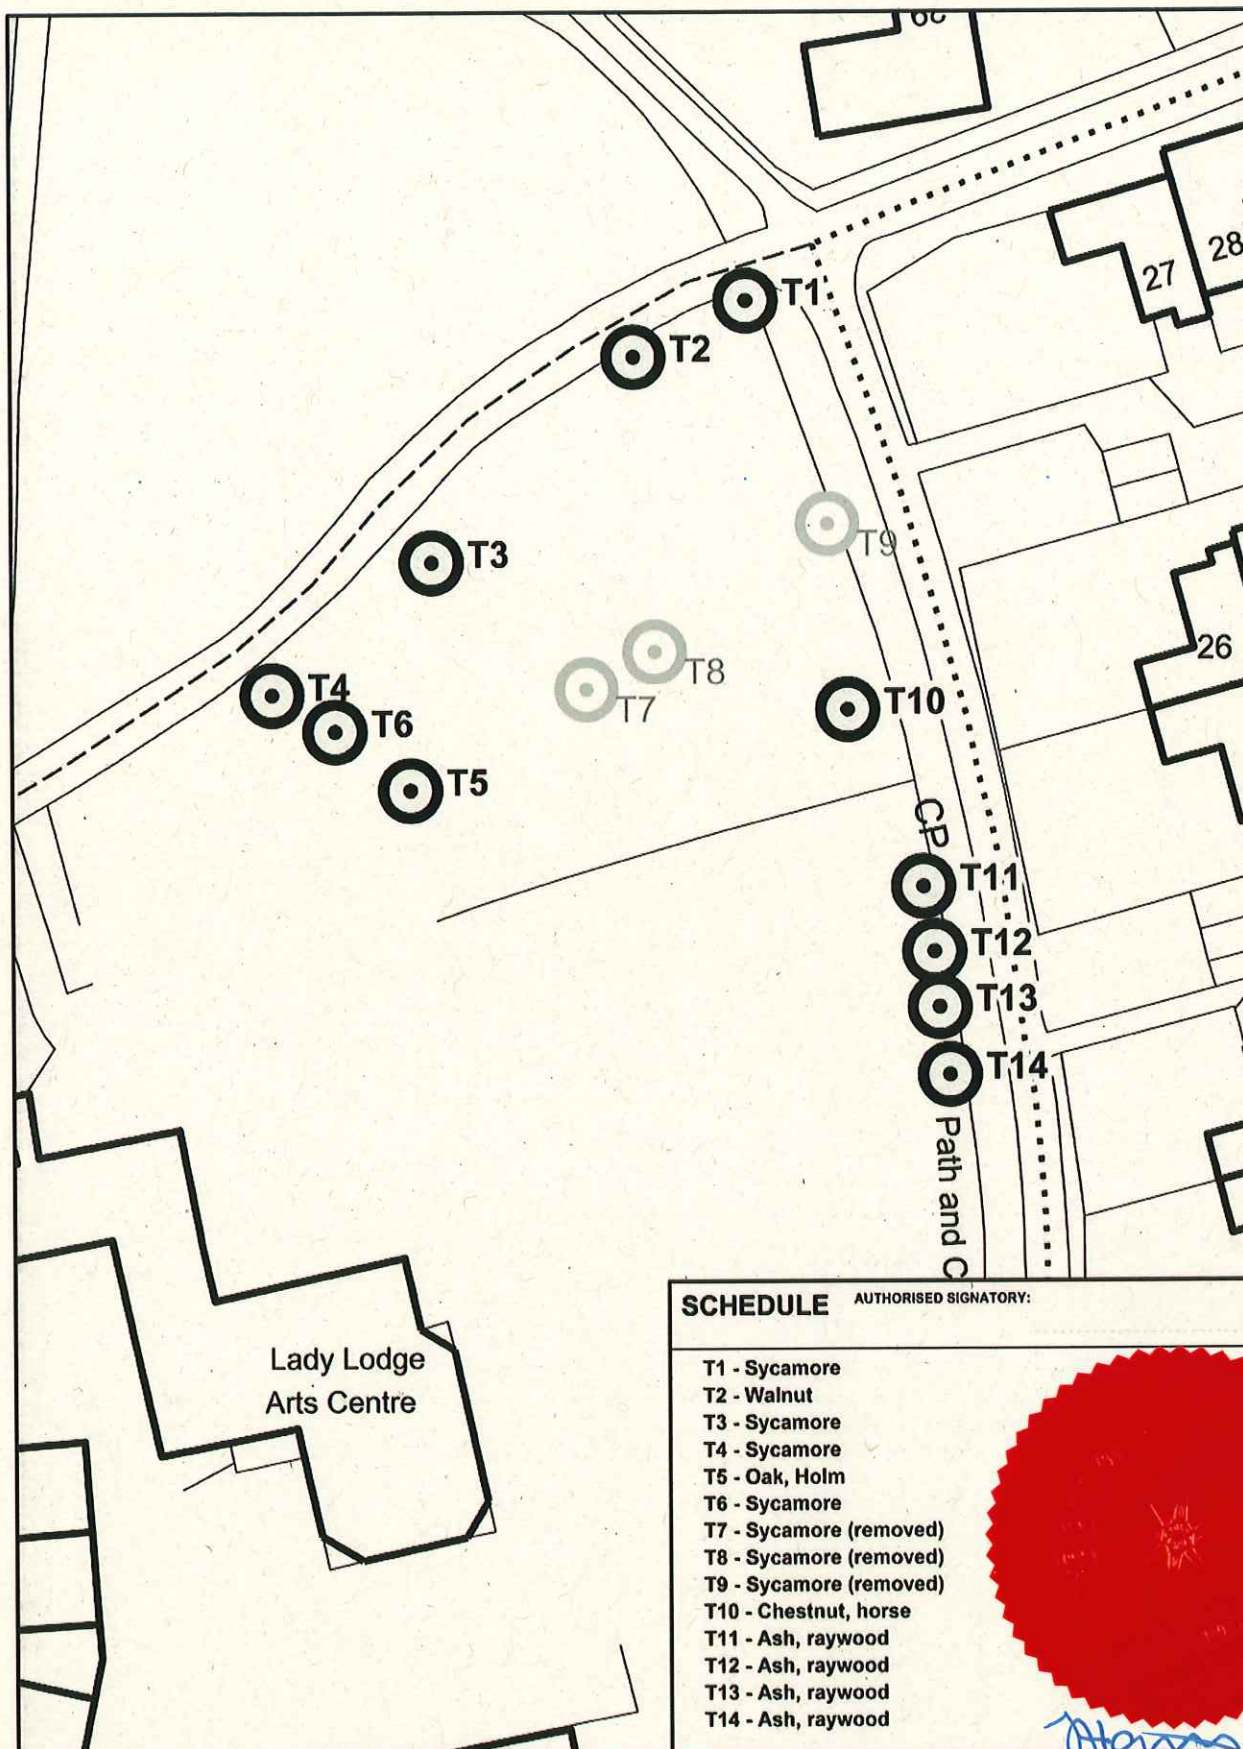 29
28
27
T1
T2
T9
T3
26
T8
T7
T4
T10
T6
T5
CP
T11
T12
T13
T14
Path and C
Lady Lodge
Arts Centre
SCHEDULE AUTHORISED SIGNATORY:
T1 - Sycamore
T2 - Walnut
T3 - Sycamore
T4 - Sycamore
T5 - Oak, Holm
T6 - Sycamore
T7 - Sycamore (removed)
T8 - Sycamore (removed)
T9 - Sycamore (removed)
T10 - Chestnut, horse
T11 - Ash, raywood
T12 - Ash, raywood
T13 - Ash, raywood
T14 - Ash, raywood